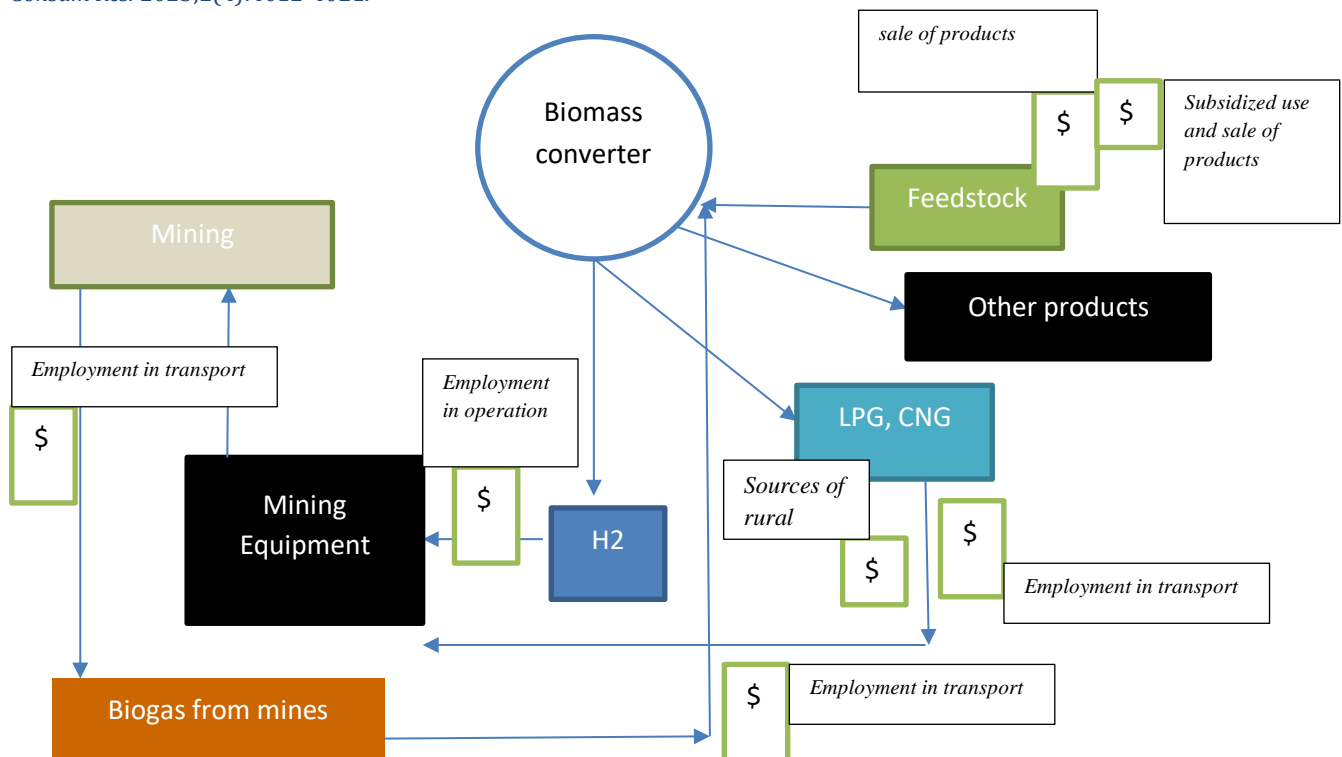 sale of products
Biomass
converter
$
$
Subsidized use
and sale of
products
Feedstock
Mining
Other products
Employment in transport
$
Employment
in operation
$
LPG, CNG
Mining
Equipment
H2
Sources of
rural
$
$
Employment in transport
Biogas from mines
$
Employment in transport